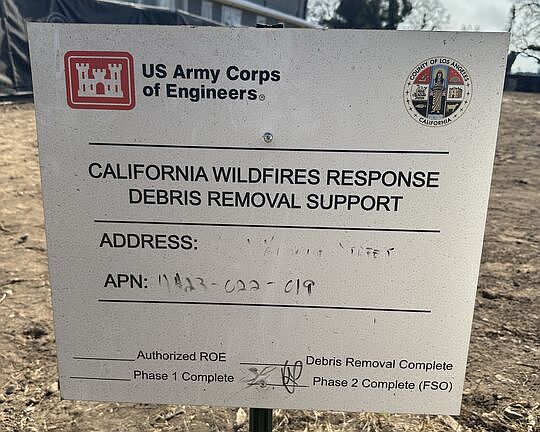 US Army Corps
of Engineers®
COUNTY OF LOS ANGELES
CALIFORNIA
CALIFORNIA WILDFIRES RESPONSE
DEBRIS REMOVAL SUPPORT
ADDRESS:
APN: -022-019
Authorized ROE
Debris Removal Complete
Phase 1 Complete
Phase 2 Complete (FSO)